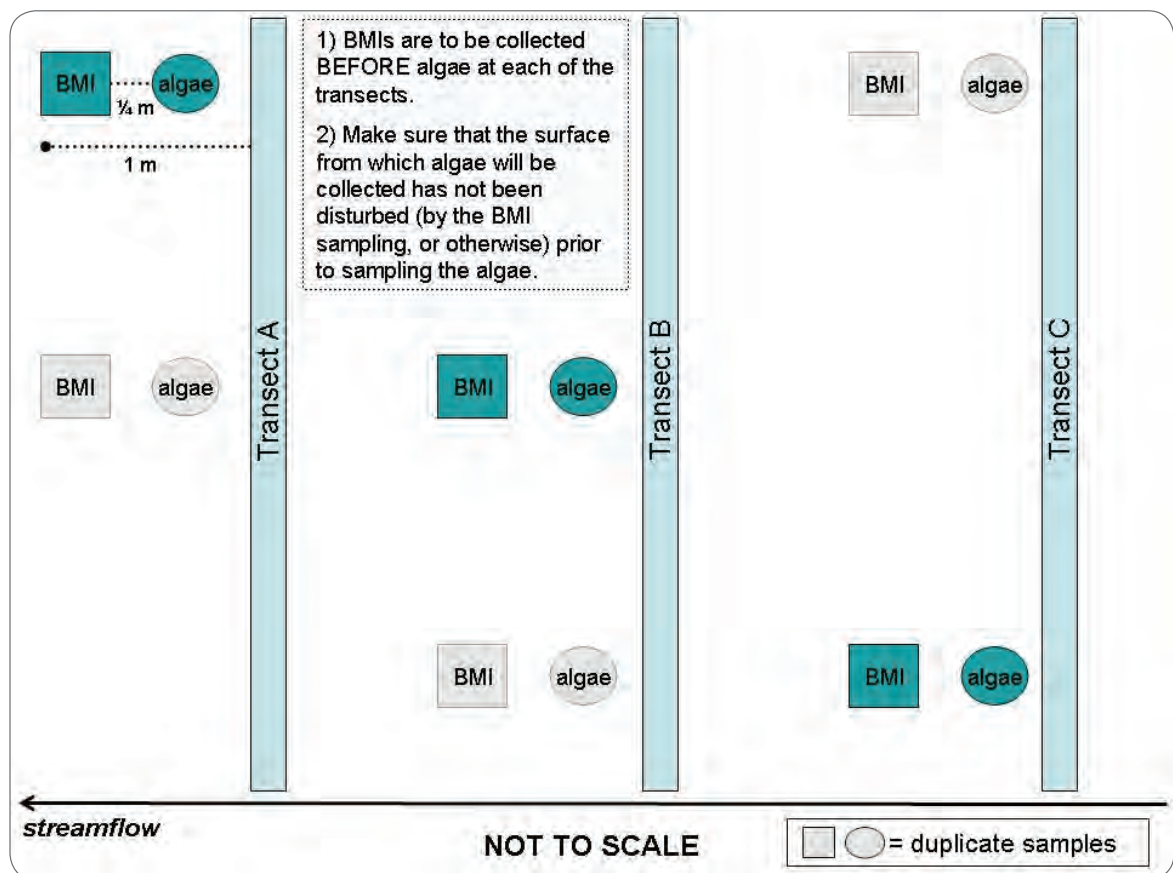 BMI
algae
¼ m
1 m
1) BMIs are to be collected
BEFORE algae at each of the
transects.
2) Make sure that the surface
from which algae will be
collected has not been
disturbed (by the BMI
sampling, or otherwise) prior
to sampling the algae.
BMI
algae
BMI
algae
Transect A
BMI
algae
Transect B
Transect C
BMI
algae
BMI
algae
streamflow
NOT TO SCALE
= duplicate samples